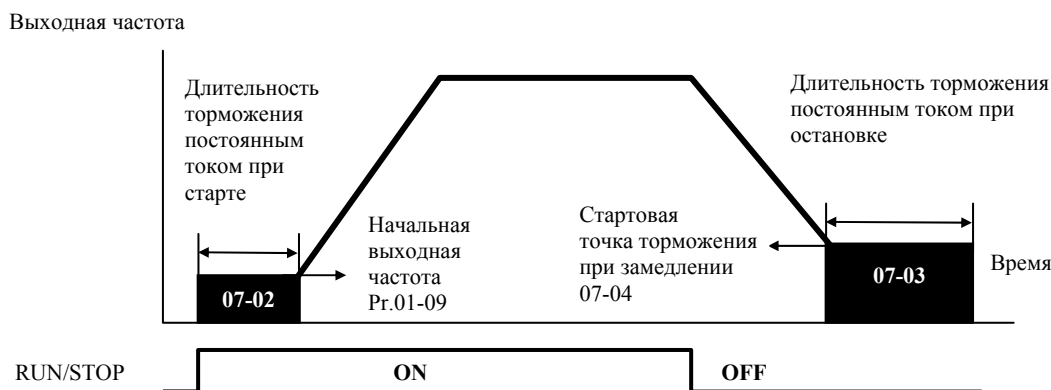 Выходная частота
Длительность
торможения
постоянным
током при
старте
Длительность торможения
постоянным током при
остановке
Начальная
выходная
частота
Pr.01-09
Стартовая
точка торможения
при замедлении
07-04
07-02
07-03
Время
RUN/STOP
ON
OFF